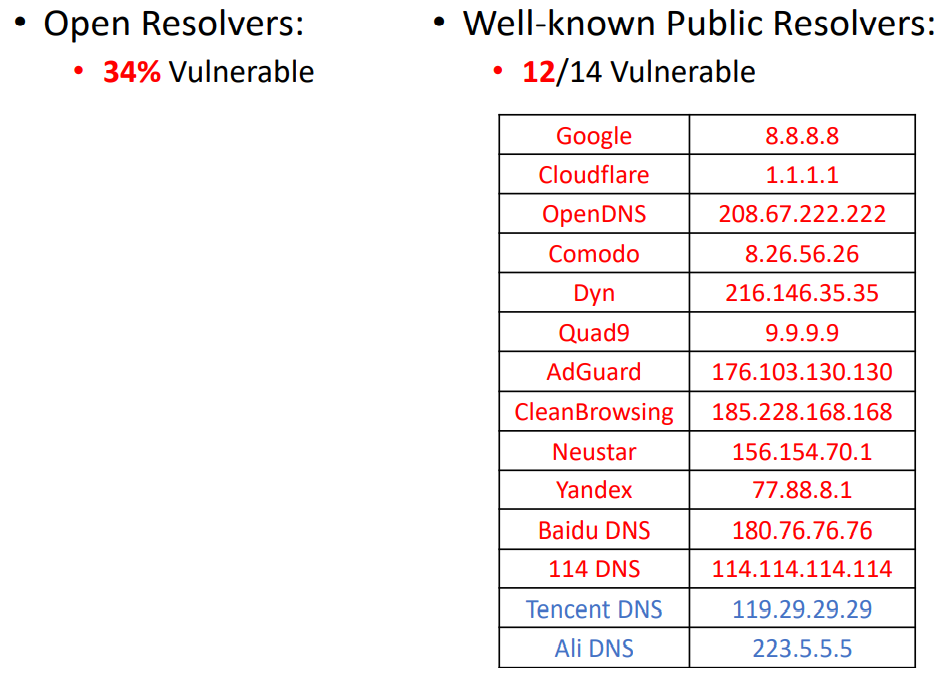 • Open Resolvers:
• 34% Vulnerable
• Well-known Public Resolvers:
• 12/14 Vulnerable
Google 8.8.8.8
Cloudflare 1.1.1.1
OpenDNS 208.67.222.222
Comodo 8.26.56.26
Dyn 216.146.35.35
Quad9 9.9.9.9
AdGuard 176.103.130.130
CleanBrowsing 185.228.168.168
Neustar 156.154.70.1
Yandex 77.88.8.1
Baidu DNS 180.76.76.76
114 DNS 114.114.114.114
Tencent DNS 119.29.29.29
Ali DNS 223.5.5.5